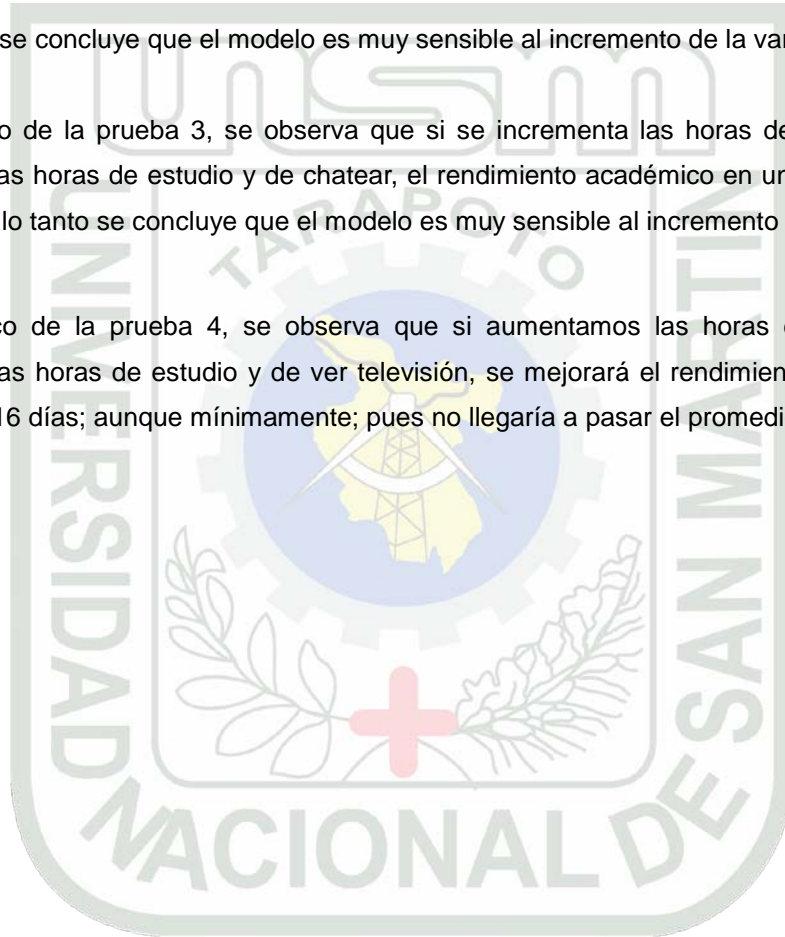 se concluye que el modelo es muy sensible al incremento de la var
o de la prueba 3, se observa que si se incrementa las horas de
as horas de estudio y de chatear, el rendimiento académico en un
lo tanto se concluye que el modelo es muy sensible al incremento
co de la prueba 4, se observa que si aumentamos las horas
as horas de estudio y de ver televisión, se mejorará el rendimien
16 días; aunque mínimamente; pues no llegaría a pasar el promedi
unsm
TARAPOTO
UNIVERSIDAD
NACIONAL DE
SAN MARTIN